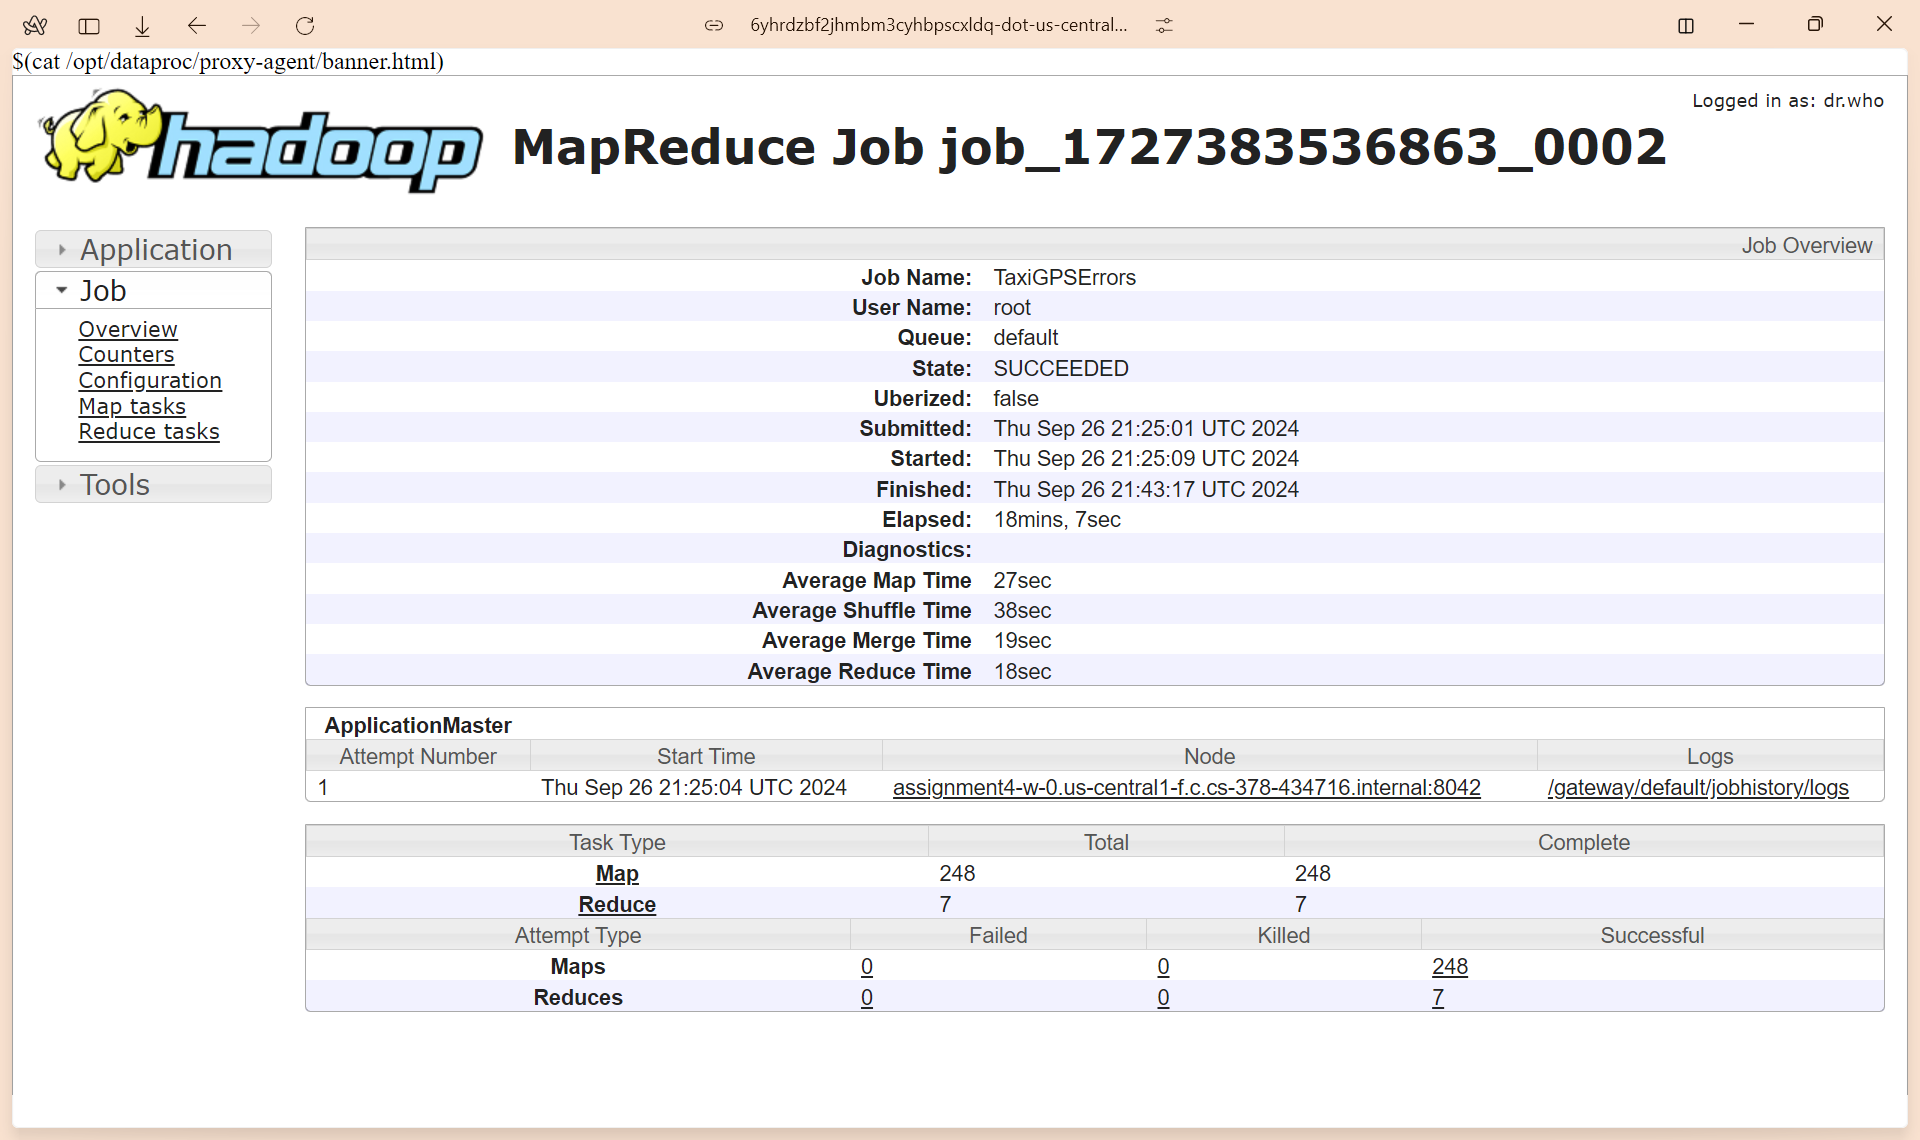 6yhrdzbf2jhmbm3cyhbpscxldq-dot-us-central...
$(cat /opt/dataproc/proxy-agent/banner.html)
hadoop
MapReduce Job job_1727383536863_0002
Logged in as: dr.who
Application
Job
Overview
Counters
Configuration
Map tasks
Reduce tasks
Tools
Job Overview
Job Name: TaxiGPSErrors
User Name: root
Queue: default
State: SUCCEEDED
Uberized: false
Submitted: Thu Sep 26 21:25:01 UTC 2024
Started: Thu Sep 26 21:25:09 UTC 2024
Finished: Thu Sep 26 21:43:17 UTC 2024
Elapsed: 18mins, 7sec
Diagnostics:
Average Map Time 27sec
Average Shuffle Time 38sec
Average Merge Time 19sec
Average Reduce Time 18sec
ApplicationMaster
Attempt Number Start Time Node Logs
1 Thu Sep 26 21:25:04 UTC 2024 assignment4-w-0.us-central1-f.c.cs-378-434716.internal:8042 /gateway/default/jobhistory/logs
Task Type Total Complete
Map 248 248
Reduce 7 7
Attempt Type Failed Killed Successful
Maps 0 0 248
Reduces 0 0 7